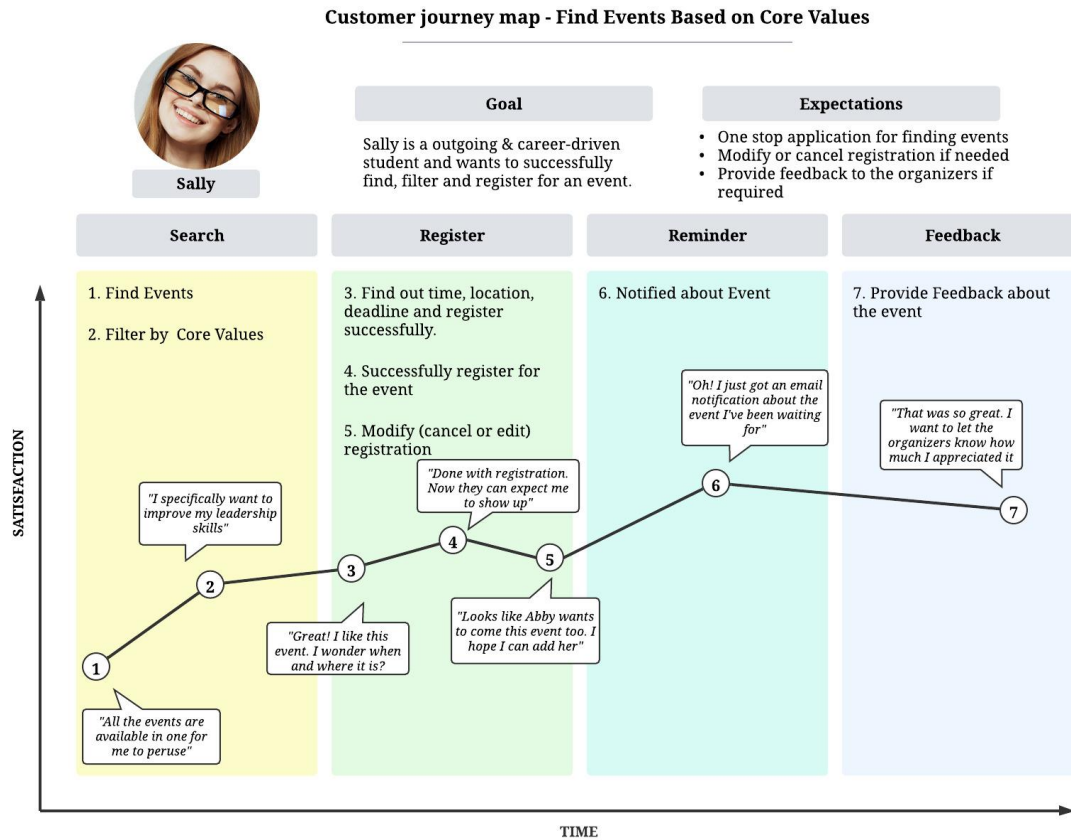 Customer journey map - Find Events Based on Core Values
Sally
Goal
Sally is a outgoing & career-driven
student and wants to successfully
find, filter and register for an event.
Expectations
• One stop application for finding events
• Modify or cancel registration if needed
• Provide feedback to the organizers if
required
Search
Register
Reminder
Feedback
SATISFACTION
1. Find Events
2. Filter by  Core Values
"I specifically want to
improve my leadership
skills"
2
1
"All the events are
available in one for
me to peruse"
3. Find out time, location,
deadline and register
successfully.
4. Successfully register for
the event
5. Modify (cancel or edit)
registration
"Done with registration.
Now they can expect me
to show up"
4
3
5
"Great! I like this
event. I wonder when
and where it is?
"Looks like Abby wants
to come this event too. I
hope I can add her"
6. Notified about Event
"Oh! I just got an email
notification about the
event I've been waiting
for"
6
7. Provide Feedback about
the event
"That was so great. I
want to let the
organizers know how
much I appreciated it
7
TIME